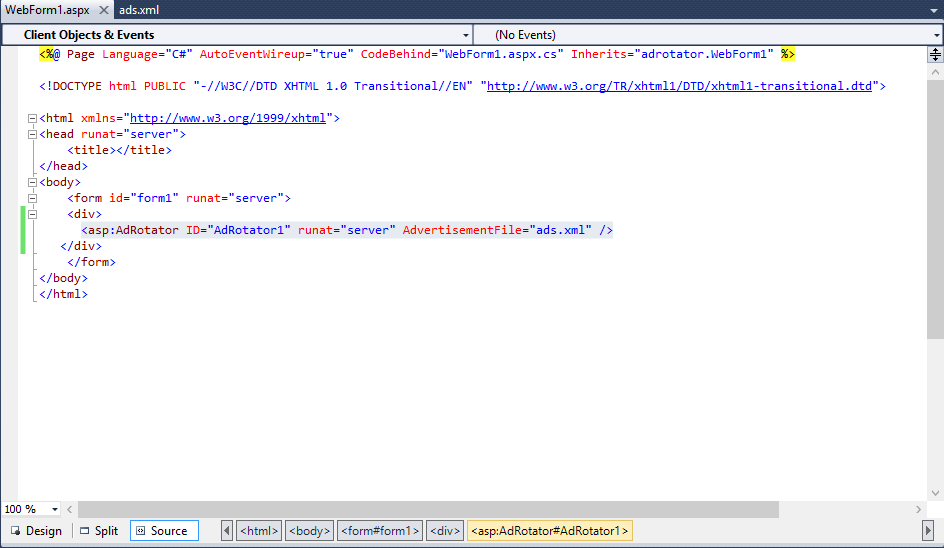 WebForm1.aspx ads.xml
Client Objects & Events (No Events)
<%@ Page Language="C#" AutoEventWireup="true" CodeBehind="WebForm1.aspx.cs" Inherits="adrotator.WebForm1" %>
<!DOCTYPE html PUBLIC "-//W3C//DTD XHTML 1.0 Transitional//EN" "http://www.w3.org/TR/xhtml1/DTD/xhtml1-transitional.dtd">
<html xmlns="http://www.w3.org/1999/xhtml">
<head runat="server">
<title></title>
</head>
<body>
<form id="form1" runat="server">
<div>
<asp:AdRotator ID="AdRotator1" runat="server" AdvertisementFile="ads.xml" />
</div>
</form>
</body>
</html>
100 %
Design Split Source <html> <body> <form#form1> <div> <asp:AdRotator#AdRotator1>